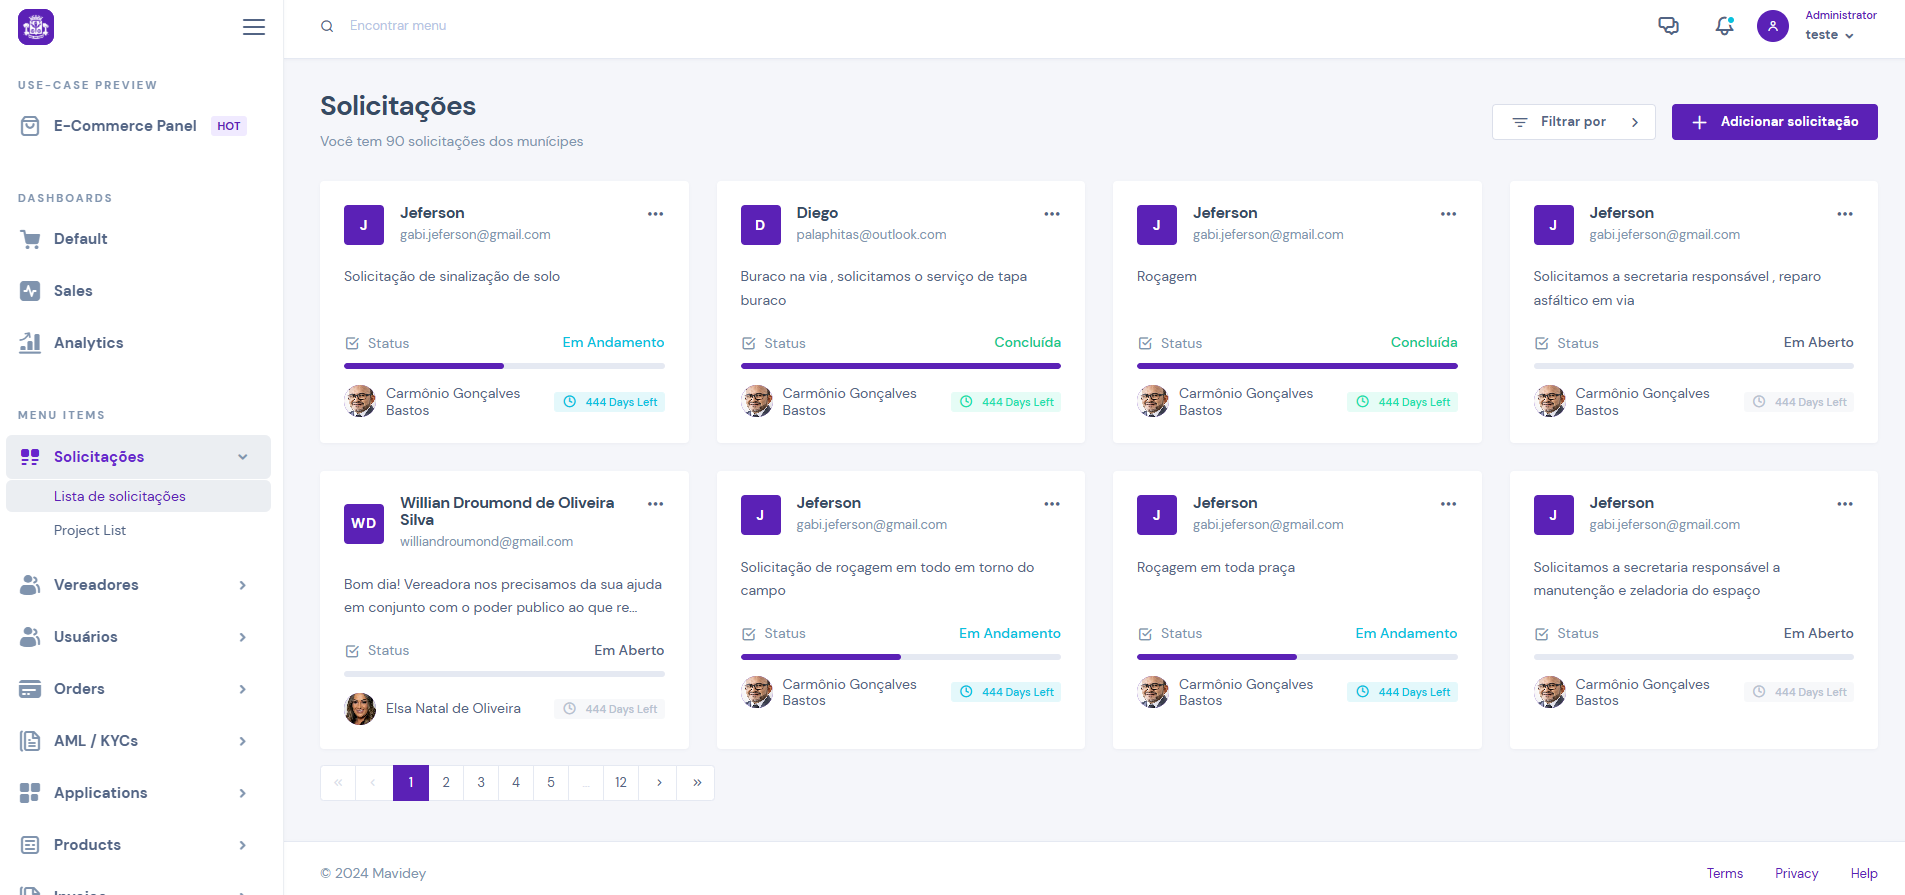 Encontrar menu
Administrator
teste
USE-CASE PREVIEW
E-Commerce Panel HOT
DASHBOARDS
Default
Sales
Analytics
MENU ITEMS
Solicitações
Lista de solicitações
Project List
Vereadores
Usuários
Orders
AML / KYCs
Applications
Products
Solicitações
Você tem 90 solicitações dos munícipes
Filtrar por
Adicionar solicitação
J
Jeferson
gabi.jeferson@gmail.com
Solicitação de sinalização de solo
Status Em Andamento
Carmônio Gonçalves
Bastos
444 Days Left
D
Diego
palaphitas@outlook.com
Buraco na via , solicitamos o serviço de tapa
buraco
Status Concluída
Carmônio Gonçalves
Bastos
444 Days Left
J
Jeferson
gabi.jeferson@gmail.com
Roçagem
Status Concluída
Carmônio Gonçalves
Bastos
444 Days Left
J
Jeferson
gabi.jeferson@gmail.com
Solicitamos a secretaria responsável , reparo
asfáltico em via
Status Em Aberto
Carmônio Gonçalves
Bastos
444 Days Left
WD
Willian Droumond de Oliveira
Silva
williandroumond@gmail.com
Bom dia! Vereadora nos precisamos da sua ajuda
em conjunto com o poder publico ao que re...
Status Em Aberto
Elsa Natal de Oliveira
444 Days Left
J
Jeferson
gabi.jeferson@gmail.com
Solicitação de roçagem em todo em torno do
campo
Status Em Andamento
Carmônio Gonçalves
Bastos
444 Days Left
J
Jeferson
gabi.jeferson@gmail.com
Roçagem em toda praça
Status Em Andamento
Carmônio Gonçalves
Bastos
444 Days Left
J
Jeferson
gabi.jeferson@gmail.com
Solicitamos a secretaria responsável a
manutenção e zeladoria do espaço
Status Em Aberto
Carmônio Gonçalves
Bastos
444 Days Left
« ‹ 1 2 3 4 5 ... 12 › »
© 2024 Mavidey
Terms Privacy Help